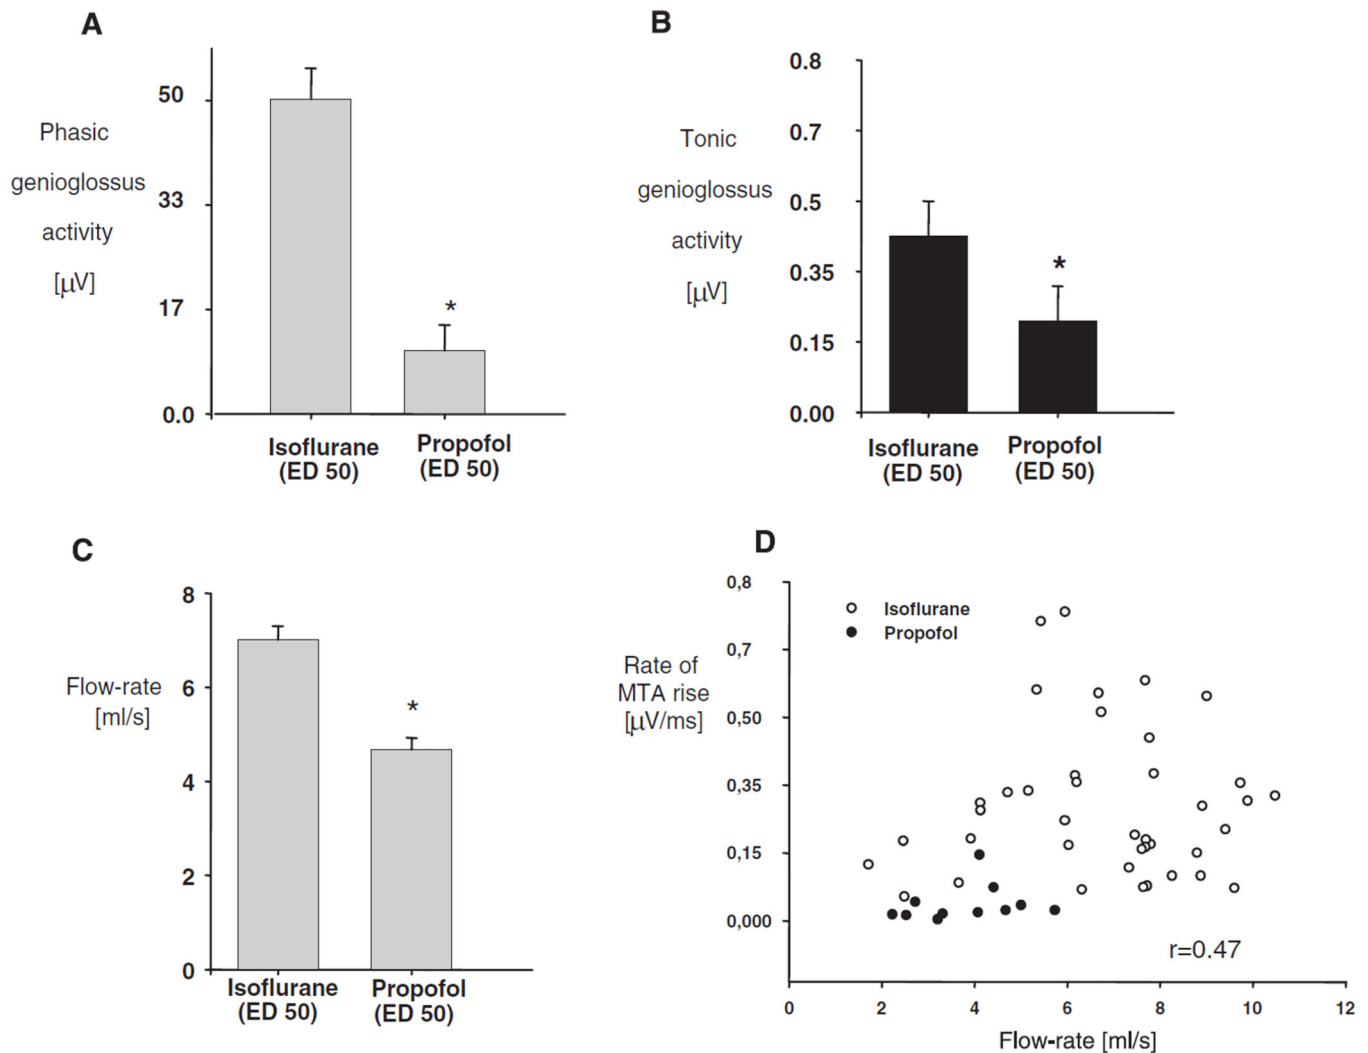 A
Phasic
genioglossus
activity
[μV]
50
33
17
0.0
*
Isoflurane
(ED 50)
Propofol
(ED 50)
B
Tonic
genioglossus
activity
[μV]
0.8
0.7
0.5
0.35
0.15
0.00
*
Isoflurane
(ED 50)
Propofol
(ED 50)
C
Flow-rate
[ml/s]
8
6
4
2
0
*
Isoflurane
(ED 50)
Propofol
(ED 50)
D
Rate of
MTA rise
[μV/ms]
0,8
0,7
0,50
0,35
0,15
0,000
Isoflurane
Propofol
r=0.47
0 2 4 6 8 10 12
Flow-rate [ml/s]